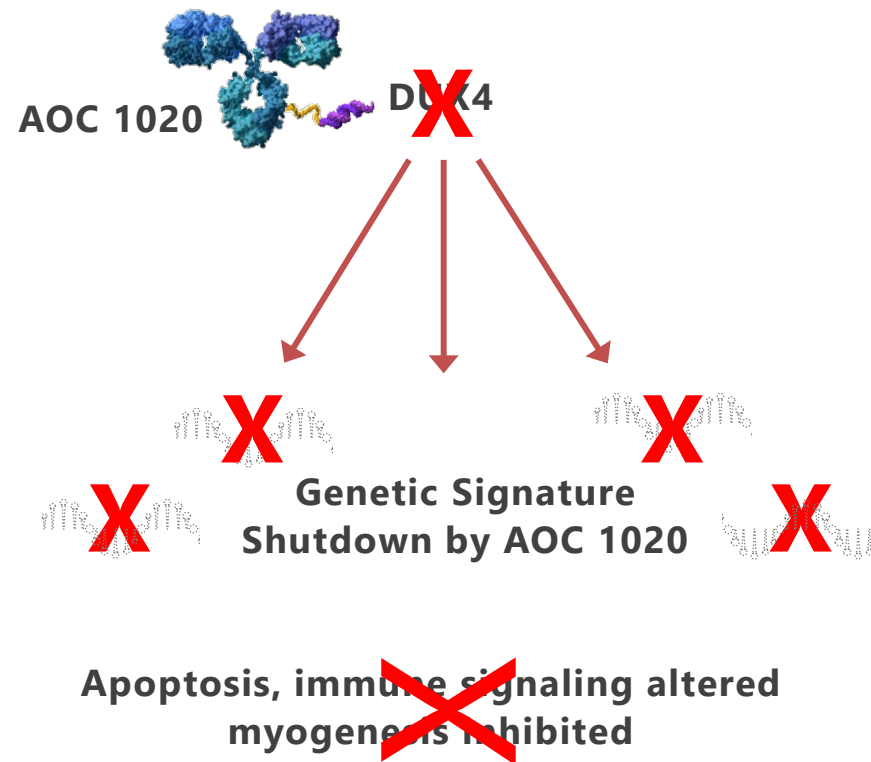 AOC 1020
DUX4
Genetic Signature
Shutdown by AOC 1020
Apoptosis, immune signaling altered
myogenesis inhibited